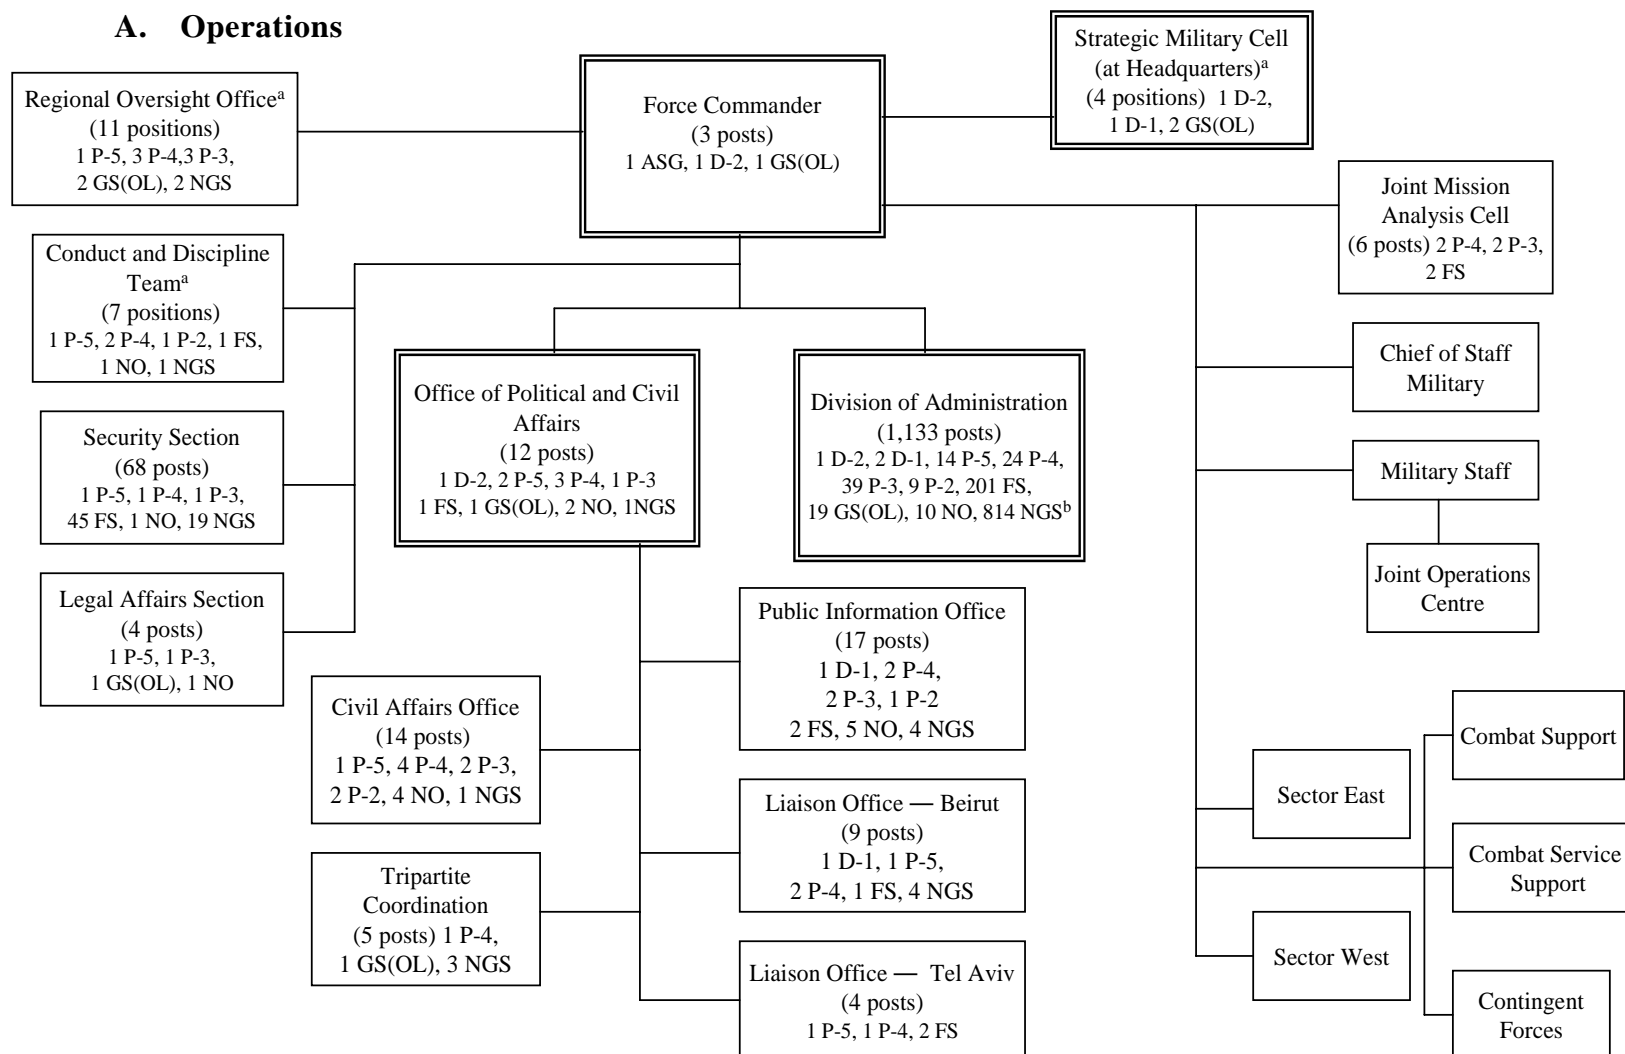 A. Operations
Regional Oversight Officeᵃ
(11 positions)
1 P-5, 3 P-4,3 P-3,
2 GS(OL), 2 NGS
Force Commander
(3 posts)
1 ASG, 1 D-2, 1 GS(OL)
Strategic Military Cell
(at Headquarters)ᵃ
(4 positions) 1 D-2,
1 D-1, 2 GS(OL)
Joint Mission
Analysis Cell
(6 posts) 2 P-4, 2 P-3,
2 FS
Conduct and Discipline
Teamᵃ
(7 positions)
1 P-5, 2 P-4, 1 P-2, 1 FS,
1 NO, 1 NGS
Security Section
(68 posts)
1 P-5, 1 P-4, 1 P-3,
45 FS, 1 NO, 19 NGS
Legal Affairs Section
(4 posts)
1 P-5, 1 P-3,
1 GS(OL), 1 NO
Office of Political and Civil
Affairs
(12 posts)
1 D-2, 2 P-5, 3 P-4, 1 P-3
1 FS, 1 GS(OL), 2 NO, 1NGS
Division of Administration
(1,133 posts)
1 D-2, 2 D-1, 14 P-5, 24 P-4,
39 P-3, 9 P-2, 201 FS,
19 GS(OL), 10 NO, 814 NGSᵇ
Chief of Staff
Military
Military Staff
Joint Operations
Centre
Public Information Office
(17 posts)
1 D-1, 2 P-4,
2 P-3, 1 P-2
2 FS, 5 NO, 4 NGS
Civil Affairs Office
(14 posts)
1 P-5, 4 P-4, 2 P-3,
2 P-2, 4 NO, 1 NGS
Liaison Office — Beirut
(9 posts)
1 D-1, 1 P-5,
2 P-4, 1 FS, 4 NGS
Tripartite
Coordination
(5 posts) 1 P-4,
1 GS(OL), 3 NGS
Liaison Office — Tel Aviv
(4 posts)
1 P-5, 1 P-4, 2 FS
Sector East
Sector West
Combat Support
Combat Service
Support
Contingent
Forces